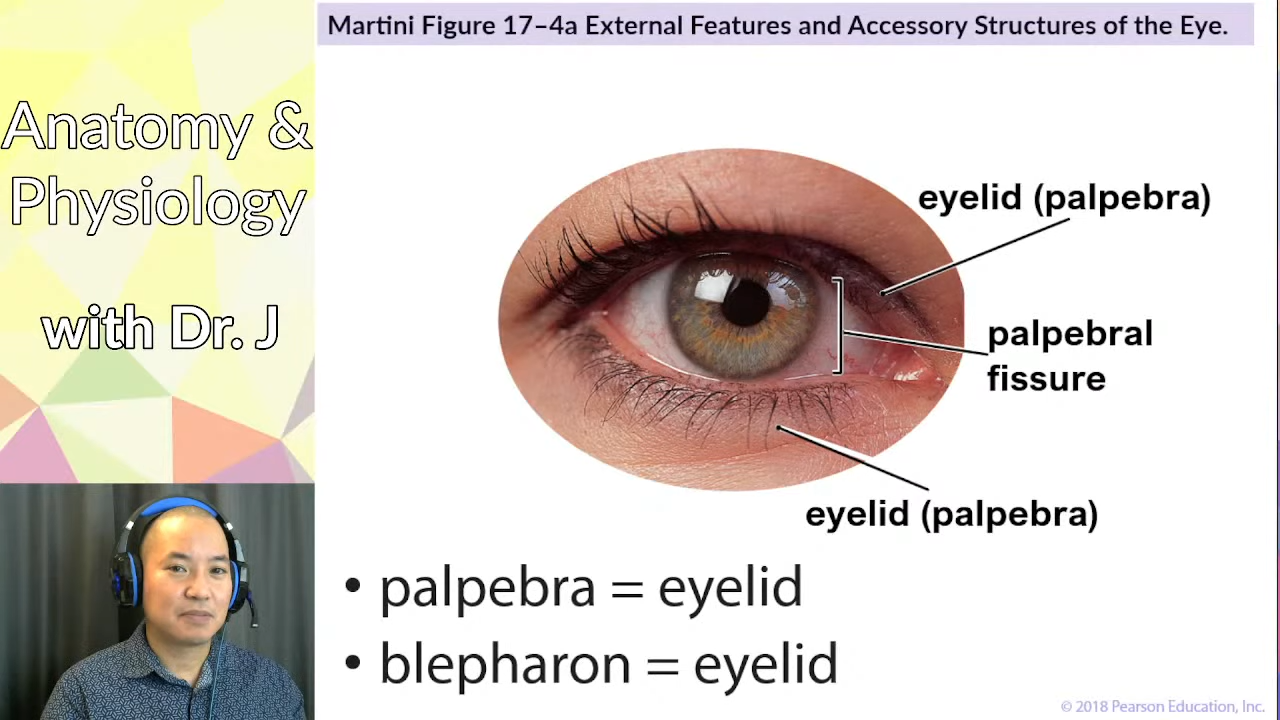 Martini Figure 17–4a External Features and Accessory Structures of the Eye.
Anatomy &
Physiology
with Dr. J
eyelid (palpebra)
palpebral
fissure
eyelid (palpebra)
• palpebra = eyelid
• blepharon = eyelid
© 2018 Pearson Education, Inc.